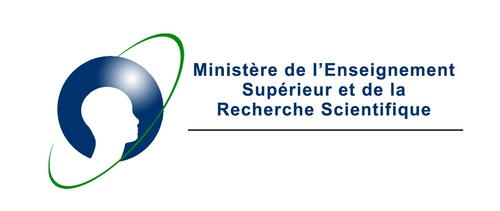 Ministère de l’Enseignement
Supérieur et de la
Recherche Scientifique